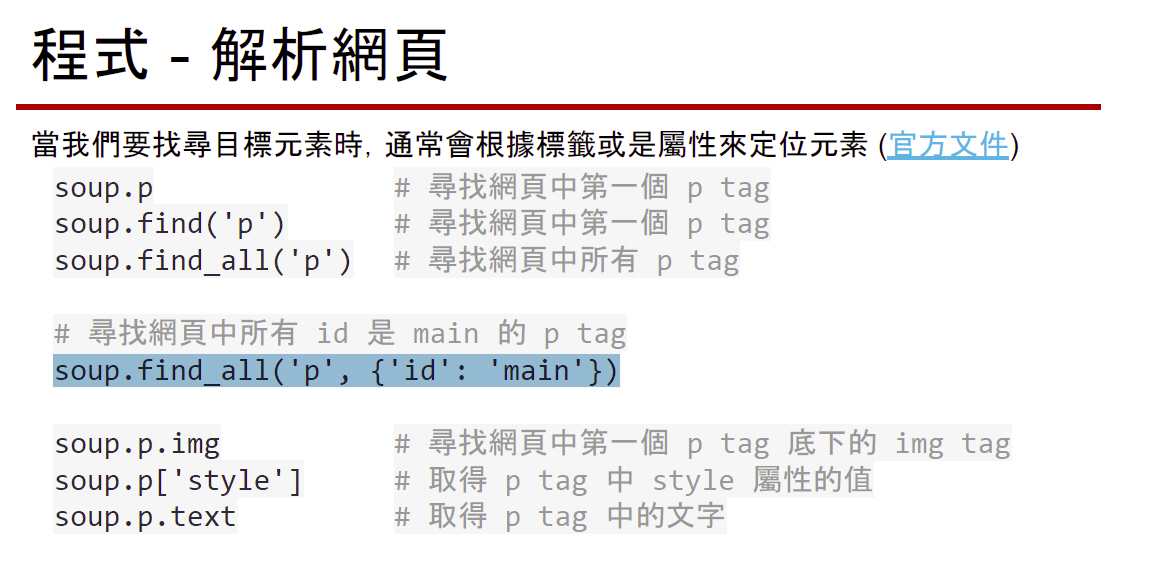 程式 - 解析網頁
當我們要找尋目標元素時, 通常會根據標籤或是屬性來定位元素 (官方文件)
soup.p # 尋找網頁中第一個 p tag
soup.find('p') # 尋找網頁中第一個 p tag
soup.find_all('p') # 尋找網頁中所有 p tag
# 尋找網頁中所有 id 是 main 的 p tag
soup.find_all('p', {'id': 'main'})
soup.p.img # 尋找網頁中第一個 p tag 底下的 img tag
soup.p['style'] # 取得 p tag 中 style 屬性的值
soup.p.text # 取得 p tag 中的文字